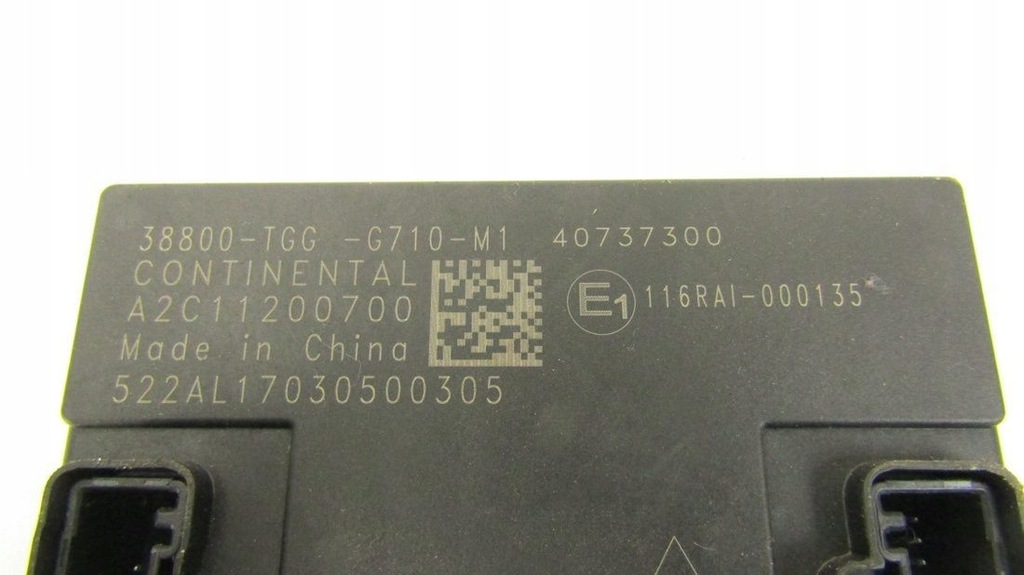 38800-TGG -G710-M1 40737300
CONTINENTAL
A2C11200700
E1 116RAI-000135
Made in China
522AL17030500305